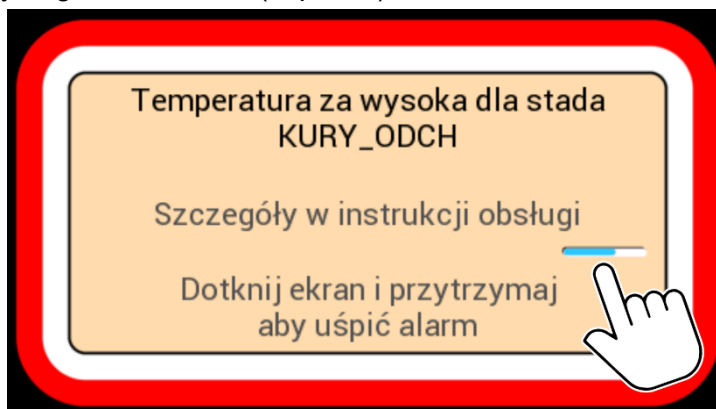 Temperatura za wysoka dla stada
KURY_ODCH
Szczegóły w instrukcji obsługi
Dotknij ekran i przytrzymaj
aby uśpić alarm